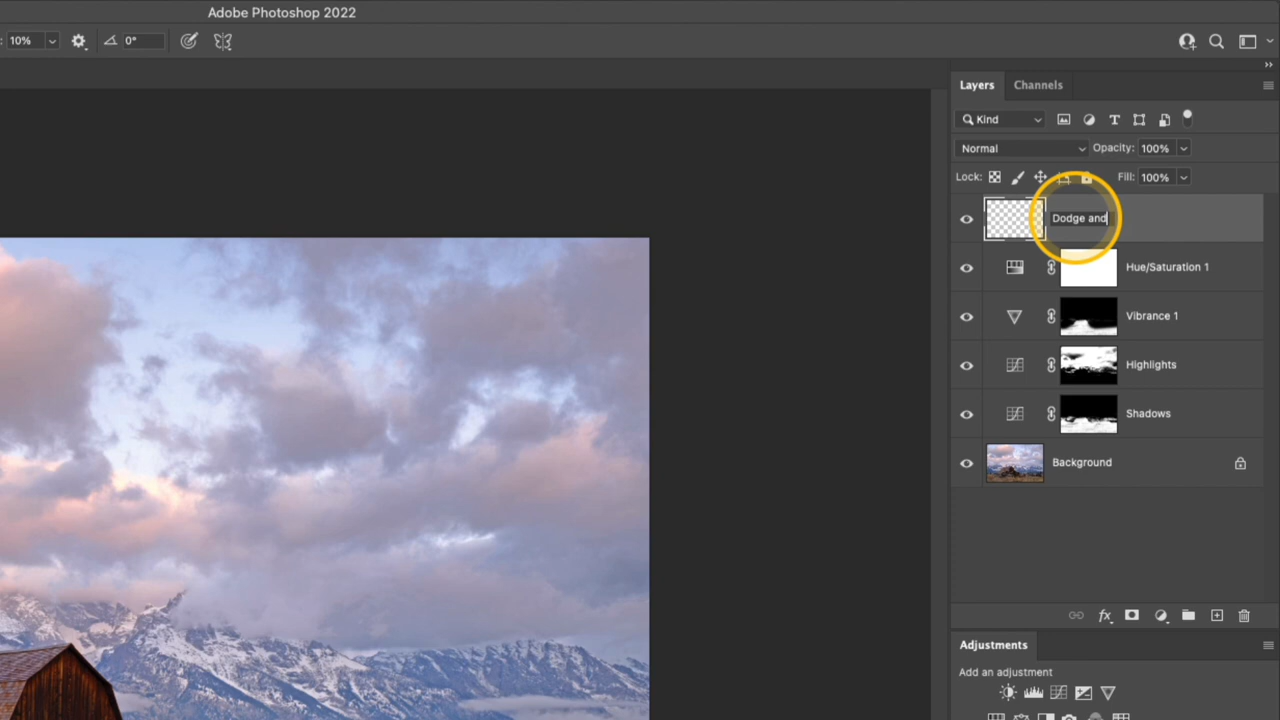 Adobe Photoshop 2022
: 10% 0°
Layers Channels
Kind
Normal Opacity: 100%
Lock: Fill: 100%
Dodge and
Hue/Saturation 1
Vibrance 1
Highlights
Shadows
Background
fx
Adjustments
Add an adjustment